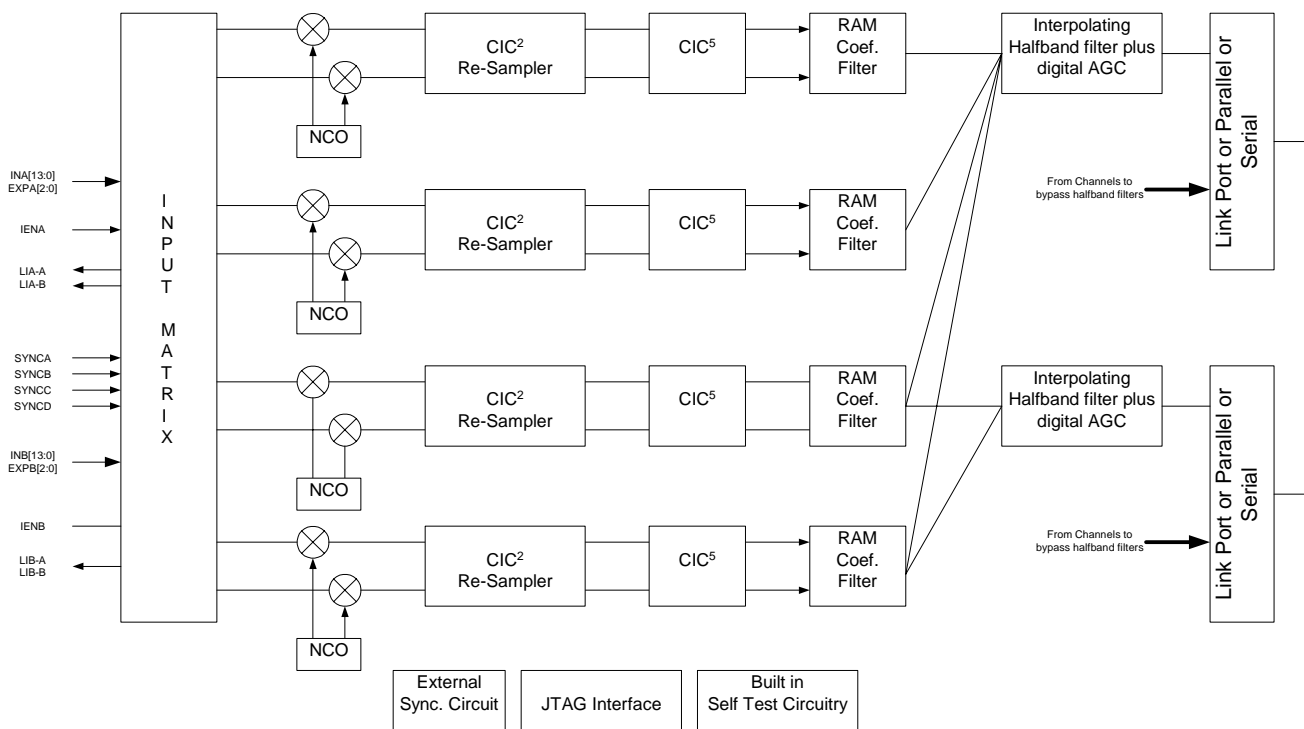 INA[13:0]
EXPA[2:0]
IENA
LIA-A
LIA-B
SYNCA
SYNCB
SYNCC
SYNCD
INB[13:0]
EXPB[2:0]
IENB
LIB-A
LIB-B
INPUT MATRIX
NCO
CIC²
Re-Sampler
CIC⁵
RAM
Coef.
Filter
NCO
CIC²
Re-Sampler
CIC⁵
RAM
Coef.
Filter
NCO
CIC²
Re-Sampler
CIC⁵
RAM
Coef.
Filter
NCO
CIC²
Re-Sampler
CIC⁵
RAM
Coef.
Filter
Interpolating
Halfband filter plus
digital AGC
From Channels to
bypass halfband filters
Link Port or Parallel or
Serial
Interpolating
Halfband filter plus
digital AGC
From Channels to
bypass halfband filters
Link Port or Parallel or
Serial
External
Sync. Circuit
JTAG Interface
Built in
Self Test Circuitry